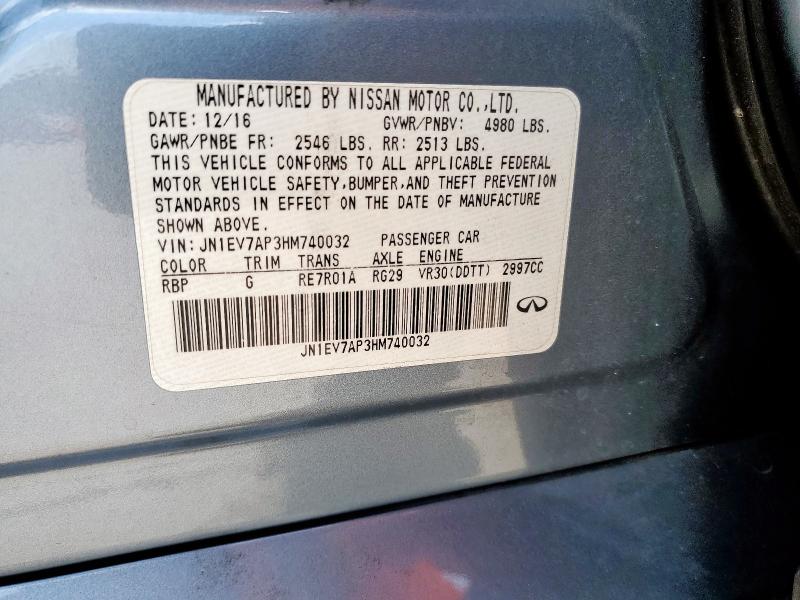 MANUFACTURED BY NISSAN MOTOR CO.,LTD.
DATE: 12/16 GVWR/PNBV: 4980 LBS.
GAWR/PNBE FR: 2546 LBS. RR: 2513 LBS.
THIS VEHICLE CONFORMS TO ALL APPLICABLE FEDERAL
MOTOR VEHICLE SAFETY,BUMPER,AND THEFT PREVENTION
STANDARDS IN EFFECT ON THE DATE OF MANUFACTURE
SHOWN ABOVE.
VIN: JN1EV7AP3HM740032 PASSENGER CAR
COLOR TRIM TRANS AXLE ENGINE
RBP G RE7R01A RG29 VR30(DDTT) 2997CC
JN1EV7AP3HM740032